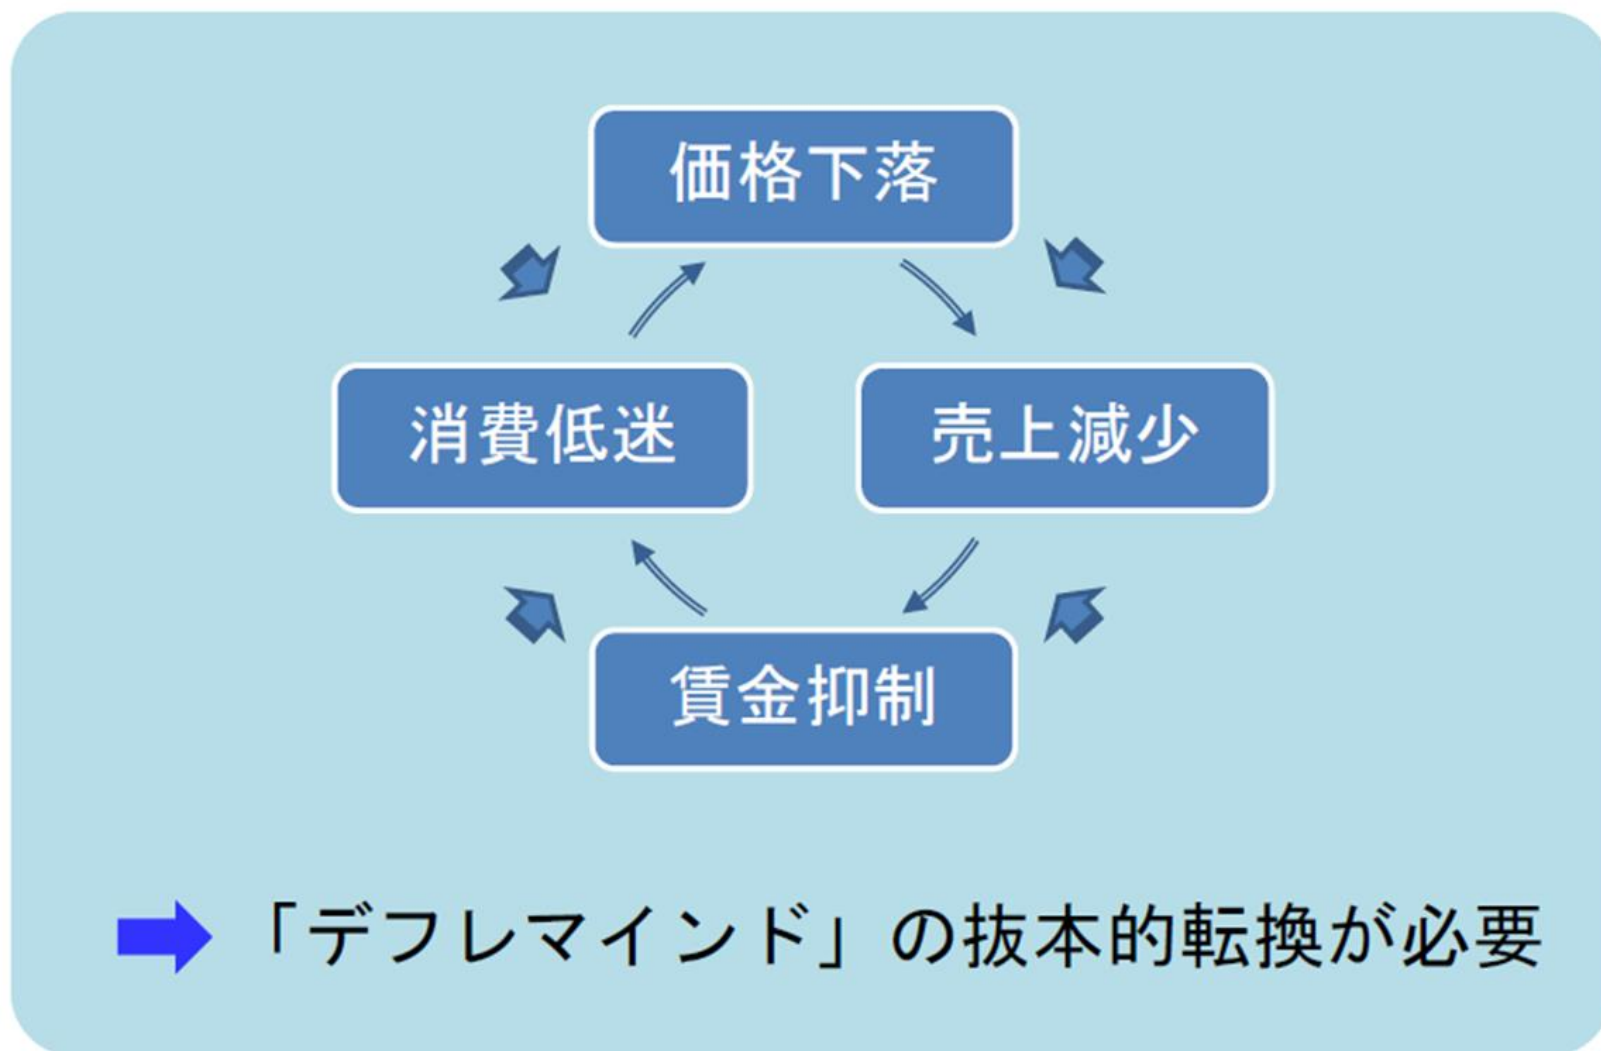 価格下落
消費低迷
売上減少
賃金抑制
「デフレマインド」の抜本的転換が必要